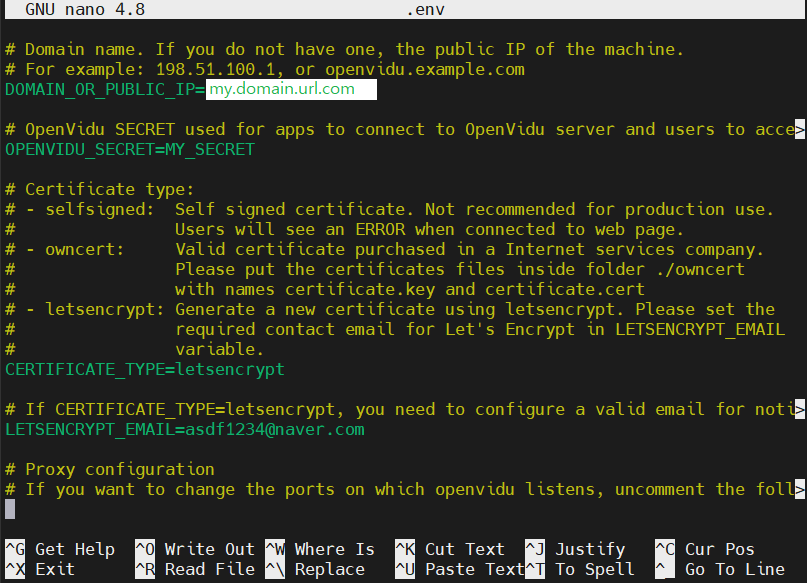 GNU nano 4.8 .env
# Domain name. If you do not have one, the public IP of the machine.
# For example: 198.51.100.1, or openvidu.example.com
DOMAIN_OR_PUBLIC_IP=my.domain.url.com
# OpenVidu SECRET used for apps to connect to OpenVidu server and users to acce>
OPENVIDU_SECRET=MY_SECRET
# Certificate type:
# - selfsigned:  Self signed certificate. Not recommended for production use.
#                Users will see an ERROR when connected to web page.
# - owncert:     Valid certificate purchased in a Internet services company.
#                Please put the certificates files inside folder ./owncert
#                with names certificate.key and certificate.cert
# - letsencrypt: Generate a new certificate using letsencrypt. Please set the
#                required contact email for Let's Encrypt in LETSENCRYPT_EMAIL
#                variable.
CERTIFICATE_TYPE=letsencrypt
# If CERTIFICATE_TYPE=letsencrypt, you need to configure a valid email for noti>
LETSENCRYPT_EMAIL=asdf1234@naver.com
# Proxy configuration
# If you want to change the ports on which openvidu listens, uncomment the foll>
^G Get Help ^O Write Out ^W Where Is ^K Cut Text ^J Justify ^C Cur Pos
^X Exit ^R Read File ^\ Replace ^U Paste Text ^T To Spell ^_ Go To Line